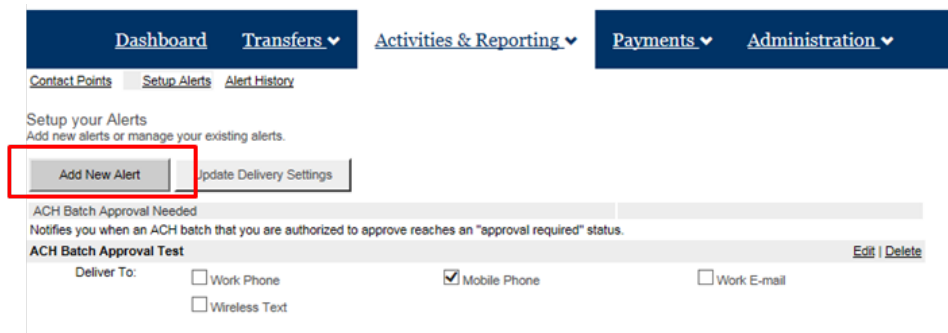 Dashboard Transfers Activities & Reporting Payments Administration
Contact Points Setup Alerts Alert History
Setup your Alerts
Add new alerts or manage your existing alerts.
Add New Alert Update Delivery Settings
ACH Batch Approval Needed
Notifies you when an ACH batch that you are authorized to approve reaches an "approval required" status.
ACH Batch Approval Test Edit | Delete
Deliver To: Work Phone Mobile Phone Work E-mail
Wireless Text